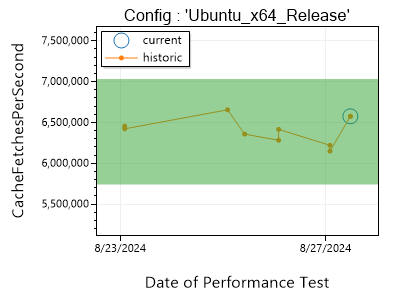 Config : 'Ubuntu_x64_Release'
CacheFetchesPerSecond
7,500,000
7,000,000
6,500,000
6,000,000
5,500,000
current
historic
8/23/2024
8/27/2024
Date of Performance Test